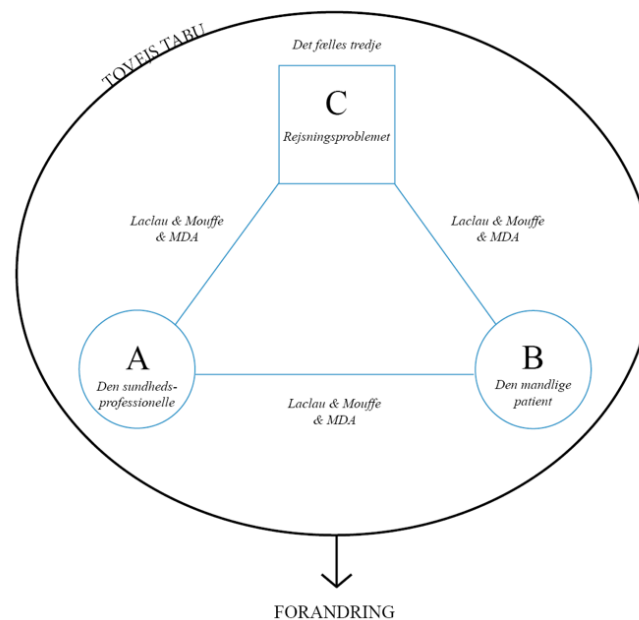 TOVEJS TABU
Det fælles tredje
C
Rejsningsproblemet
Laclau & Mouffe
& MDA
Laclau & Mouffe
& MDA
A
Den sundheds-
professionelle
B
Den mandlige
patient
Laclau & Mouffe
& MDA
FORANDRING